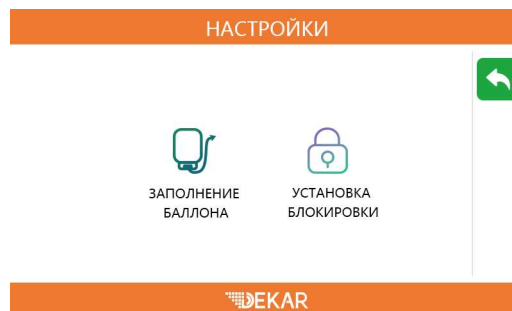 НАСТРОЙКИ
ЗАПОЛНЕНИЕ
БАЛЛОНА
УСТАНОВКА
БЛОКИРОВКИ
DEKAR